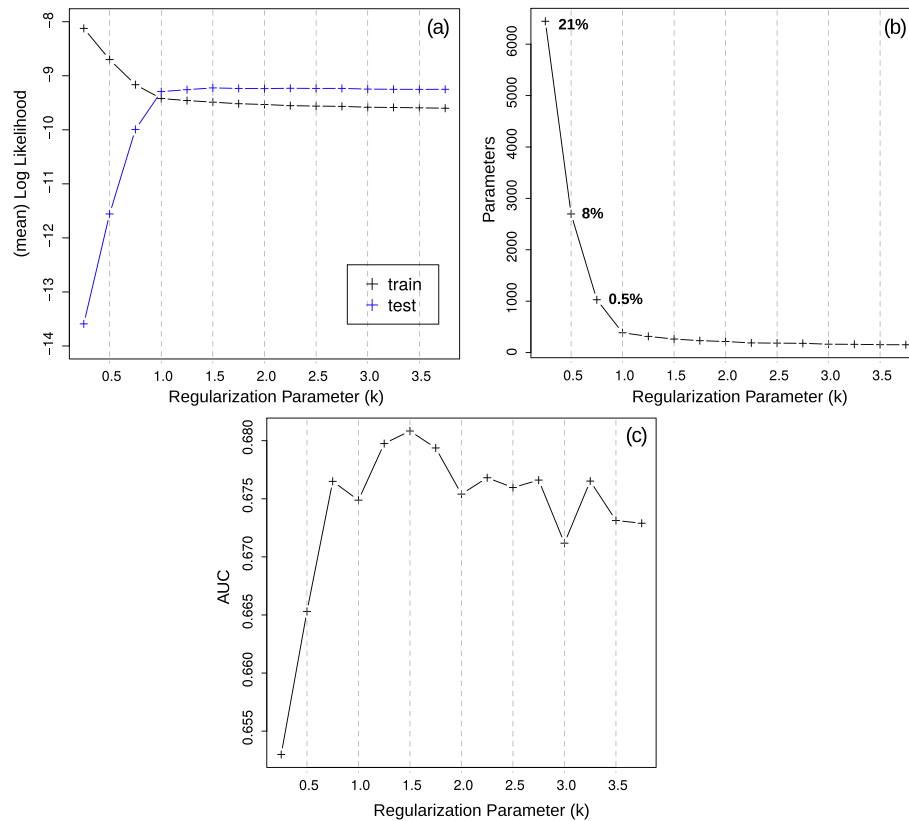 (a)
(mean) Log Likelihood
−8
−9
−10
−11
−12
−13
−14
train
test
0.5 1.0 1.5 2.0 2.5 3.0 3.5
Regularization Parameter (k)
(b)
Parameters
6000
5000
4000
3000
2000
1000
0
21%
8%
0.5%
0.5 1.0 1.5 2.0 2.5 3.0 3.5
Regularization Parameter (k)
(c)
AUC
0.680
0.675
0.670
0.665
0.660
0.655
0.5 1.0 1.5 2.0 2.5 3.0 3.5
Regularization Parameter (k)